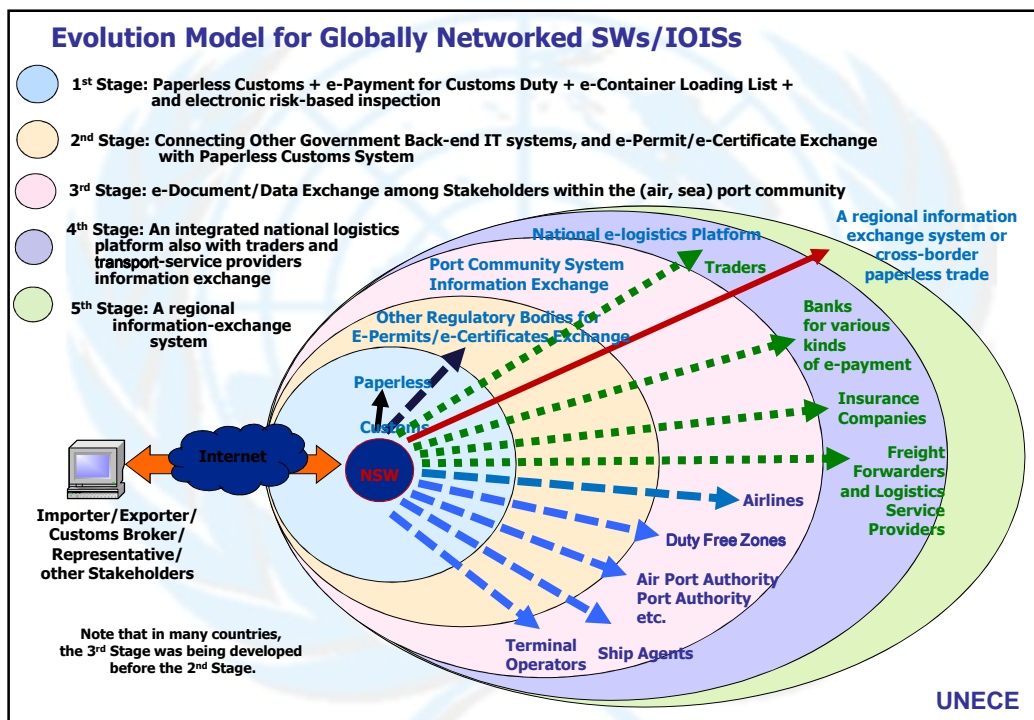 Evolution Model for Globally Networked SWs/IOISs
1st Stage: Paperless Customs + e-Payment for Customs Duty + e-Container Loading List +
and electronic risk-based inspection
2nd Stage: Connecting Other Government Back-end IT systems, and e-Permit/e-Certificate Exchange
with Paperless Customs System
3rd Stage: e-Document/Data Exchange among Stakeholders within the (air, sea) port community
4th Stage: An integrated national logistics
platform also with traders and
transport-service providers
information exchange
5th Stage: A regional
information-exchange
system
A regional information
exchange system or
cross-border
paperless trade
National e-logistics Platform
Traders
Port Community System
Information Exchange
Other Regulatory Bodies for
E-Permits/e-Certificates Exchange
Banks
for various
kinds
of e-payment
Paperless
Customs
Insurance
Companies
Internet
NSW
Freight
Forwarders
and Logistics
Service
Providers
Importer/Exporter/
Customs Broker/
Representative/
other Stakeholders
Airlines
Duty Free Zones
Air Port Authority
Port Authority
etc.
Ship Agents
Terminal
Operators
Note that in many countries,
the 3rd Stage was being developed
before the 2nd Stage.
UNECE